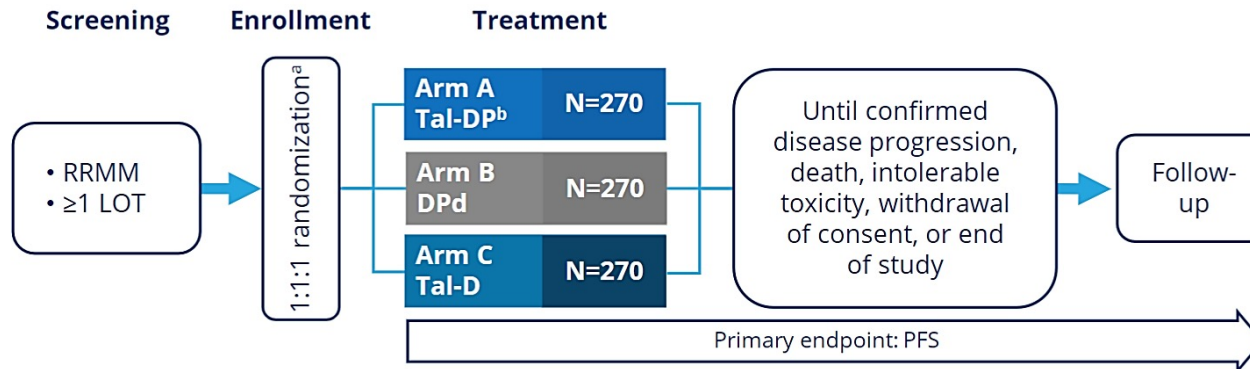 Screening
Enrollment
Treatment
• RRMM
• ≥1 LOT
1:1:1 randomizationᵃ
Arm A
Tal-DPᵇ
N=270
Arm B
DPd
N=270
Arm C
Tal-D
N=270
Until confirmed
disease progression,
death, intolerable
toxicity, withdrawal
of consent, or end
of study
Follow-
up
Primary endpoint: PFS